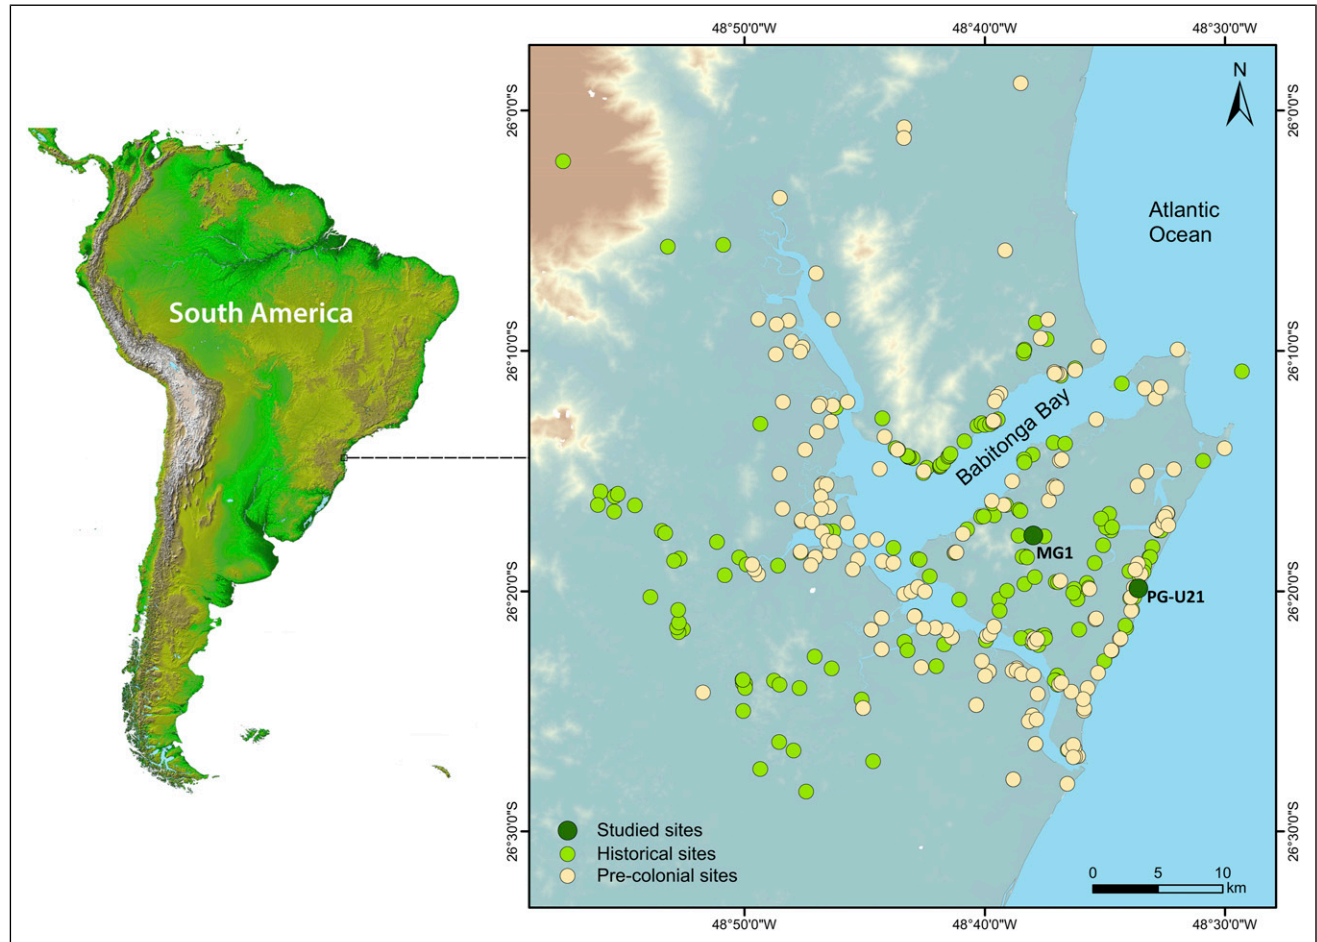 48°50'0"W
48°40'0"W
48°30'0"W
N
26°0'0"S
26°0'0"S
Atlantic
Ocean
South America
26°10'0"S
26°10'0"S
Babitonga Bay
MG1
26°20'0"S
26°20'0"S
PG-U21
Studied sites
Historical sites
Pre-colonial sites
26°30'0"S
26°30'0"S
0
5
10
km
48°50'0"W
48°40'0"W
48°30'0"W